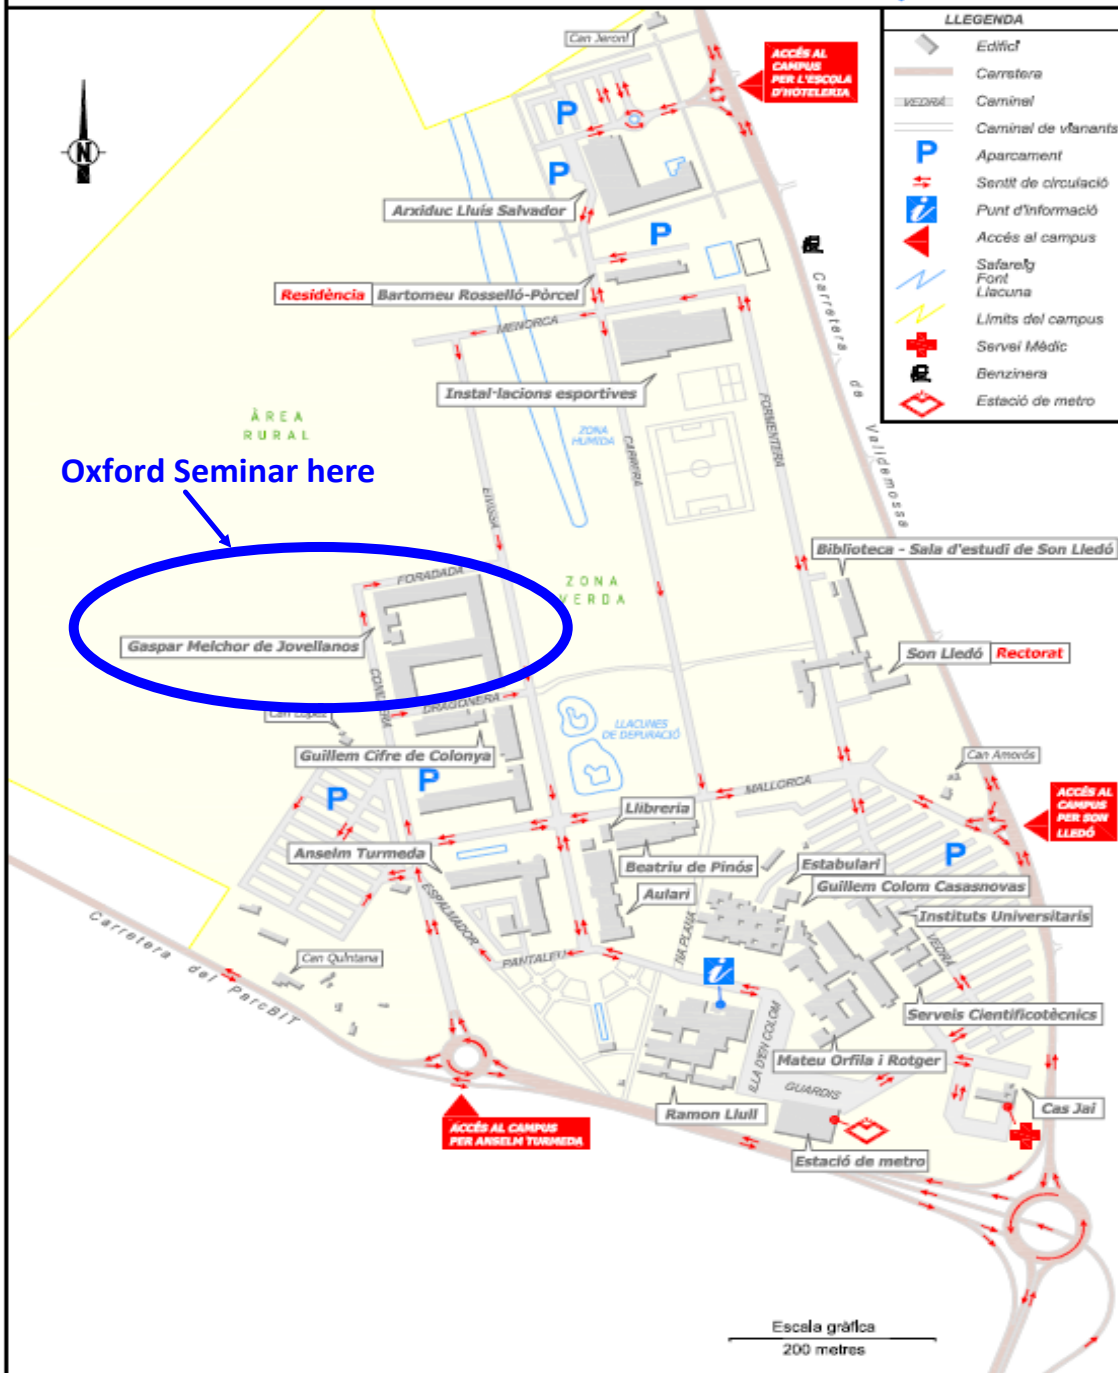 LLEGENDA
Edifici
Carretera
VEDRÀ Caminal
Caminal de vianants
P Aparcament
Sentit de circulació
i Punt d'informació
Accés al campus
Safareig
Font
Llacuna
Límits del campus
Servei Mèdic
Benzinera
Estació de metro
Can Jeroni
ACCÉS AL
CAMPUS
PER L'ESCOLA
D'HOTELERIA
N
P
P
Arxiduc Lluís Salvador
P
Residència Bartomeu Rosselló-Pòrcel
MENORCA
Instal·lacions esportives
Carretera de Valldemossa
ÀREA
RURAL
ZONA
HUMIDA
CABRERA
FORMENTERA
EIVISSA
Oxford Seminar here
Biblioteca - Sala d'estudi de Son Lledó
FORADADA
ZONA
VERDA
Gaspar Melchor de Jovellanos
Son Lledó Rectorat
CONILLERA
DRAGONERA
Can López
LLACUNES
DE DEPURACIÓ
Guillem Cifre de Colonya
Can Amorós
P
P
MALLORCA
ACCÉS AL
CAMPUS
PER SON
LLEDÓ
Llibreria
Anselm Turmeda
Beatriu de Pinós
Estabulari
P
Aulari
Guillem Colom Casasnovas
ESPALMADOR
Instituts Universitaris
Carretera del ParcBIT
NA PLANA
VEDRÀ
Can Quintana
PANTALEU
i
Serveis Cientificotècnics
ILLA D'EN COLOM
Mateu Orfila i Rotger
GUARDIS
Ramon Llull
Cas Jai
ACCÉS AL CAMPUS
PER ANSELM TURMEDA
Estació de metro
Escala gràfica
200 metres